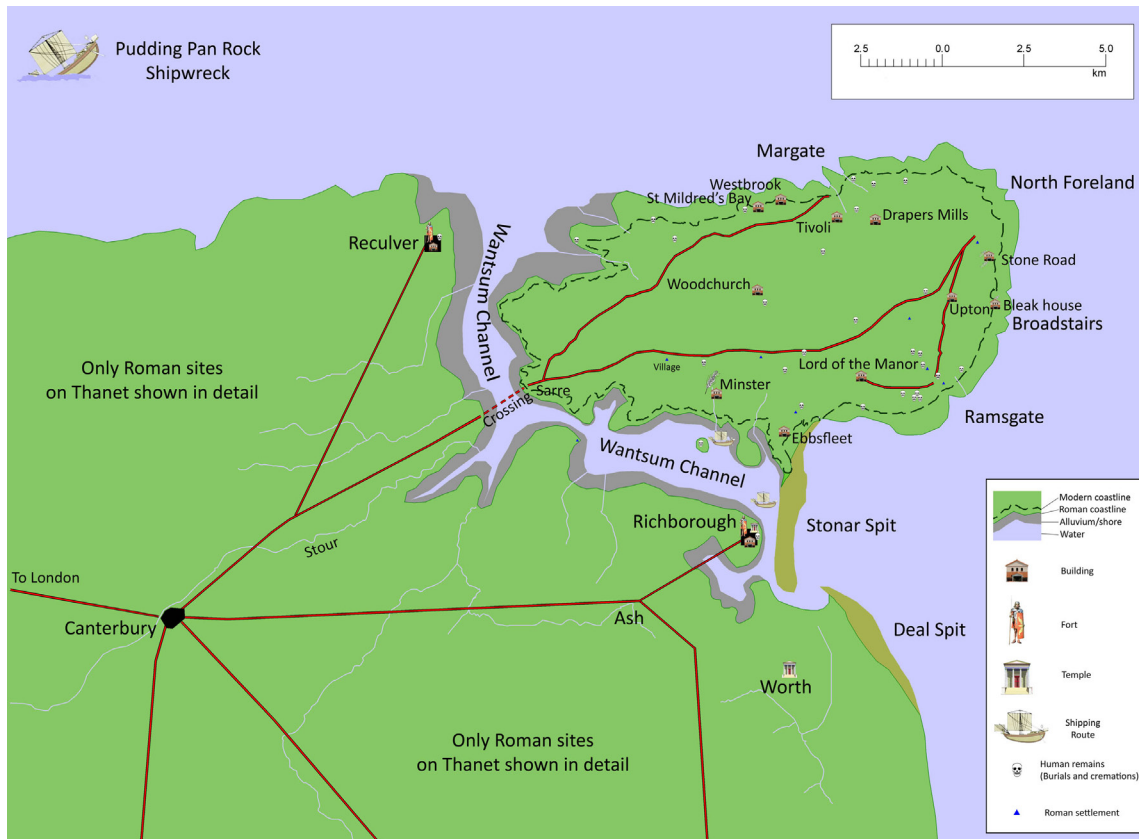 Pudding Pan Rock
Shipwreck
2.5
0.0
2.5
5.0
km
Margate
North Foreland
Westbrook
St Mildred's Bay
Tivoli
Drapers Mills
Reculver
Wantsum Channel
Stone Road
Woodchurch
Upton
Bleak house
Broadstairs
Only Roman sites
on Thanet shown in detail
Village
Lord of the Manor
Minster
Crossing
Sarre
Ramsgate
Ebbsfleet
Wantsum Channel
Richborough
Stonar Spit
Stour
To London
Canterbury
Ash
Deal Spit
Worth
Only Roman sites
on Thanet shown in detail
Modern coastline
Roman coastline
Alluvium/shore
Water
Building
Fort
Temple
Shipping
Route
Human remains
(Burials and cremations)
Roman settlement